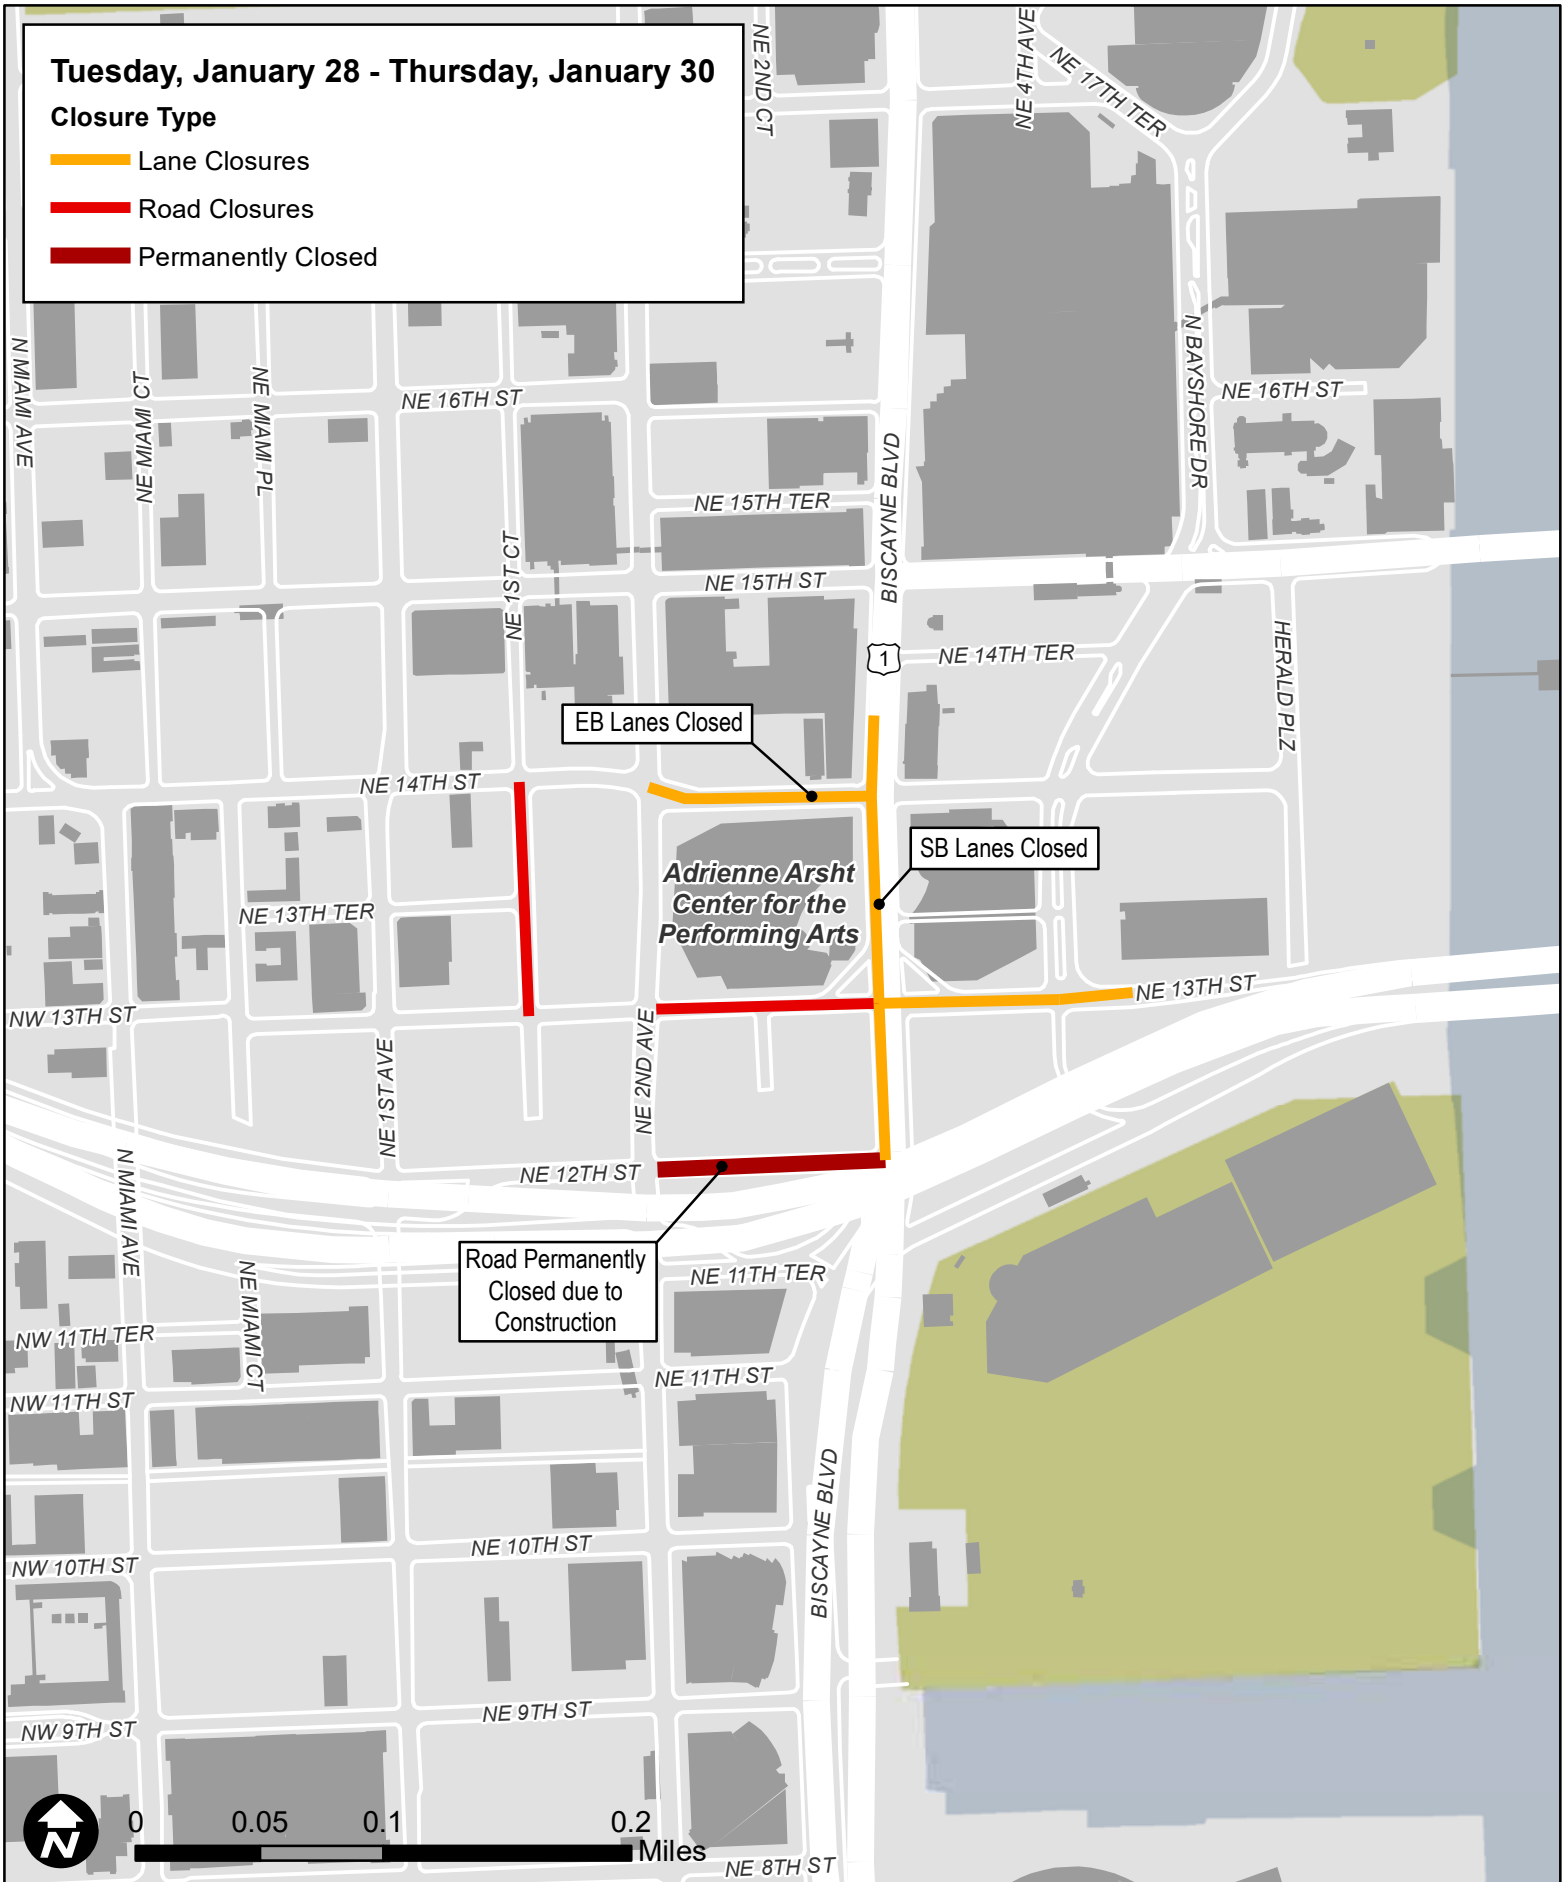 Tuesday, January 28 - Thursday, January 30
Closure Type
Lane Closures
Road Closures
Permanently Closed
NE 2ND CT
NE 4TH AVE
NE 17TH TER
N MIAMI AVE
NE MIAMI CT
NE MIAMI PL
NE 16TH ST
BISCAYNE BLVD
N BAYSHORE DR
NE 16TH ST
NE 15TH TER
NE 1ST CT
NE 15TH ST
1
NE 14TH TER
HERALD PLZ
EB Lanes Closed
NE 14TH ST
SB Lanes Closed
Adrienne Arsht
Center for the
Performing Arts
NE 13TH TER
NE 13TH ST
NW 13TH ST
NE 1ST AVE
NE 2ND AVE
N MIAMI AVE
NE 12TH ST
Road Permanently
Closed due to
Construction
NE 11TH TER
NE MIAMI CT
NW 11TH TER
NE 11TH ST
NW 11TH ST
BISCAYNE BLVD
NE 10TH ST
NW 10TH ST
NE 9TH ST
NW 9TH ST
N
0 0.05 0.1 0.2
Miles
NE 8TH ST